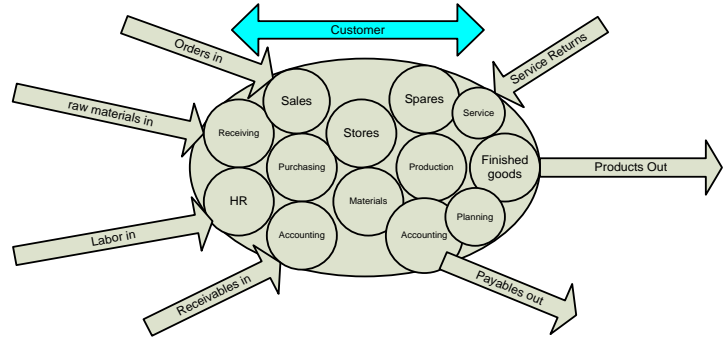 Customer
Orders in
Service Returns
raw materials in
Sales
Spares
Service
Receiving
Stores
Purchasing
Production
Finished
goods
Products Out
HR
Materials
Planning
Accounting
Accounting
Labor in
Receivables in
Payables out